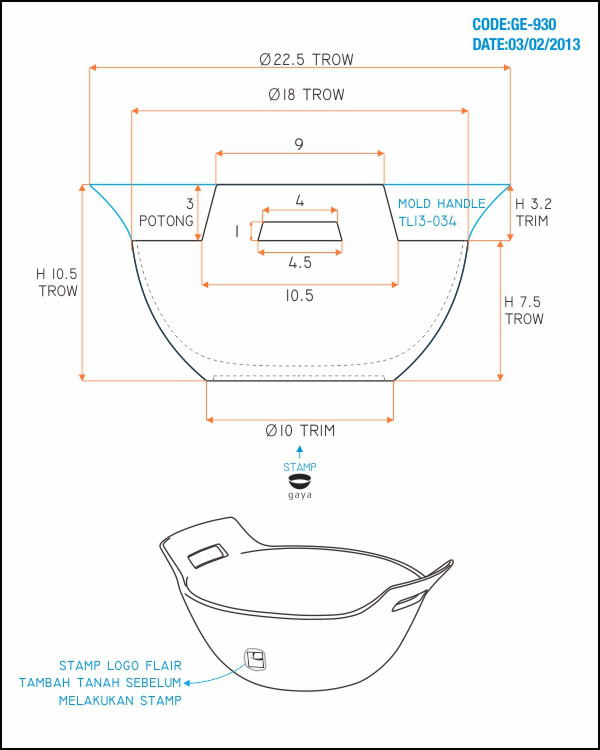 CODE:GE-930
DATE:03/02/2013
Ø22.5 TROW
Ø18 TROW
9
3
POTONG
4
MOLD HANDLE
TL13-034
H 3.2
TRIM
1
4.5
H 10.5
TROW
10.5
H 7.5
TROW
Ø10 TRIM
STAMP
gaya
STAMP LOGO FLAIR
TAMBAH TANAH SEBELUM
MELAKUKAN STAMP